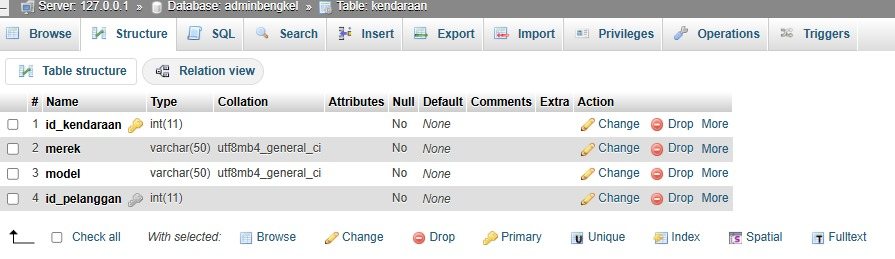 Server: 127.0.0.1 » Database: adminbengkel » Table: kendaraan
Browse Structure SQL Search Insert Export Import Privileges Operations Triggers
Table structure Relation view
# Name Type Collation Attributes Null Default Comments Extra Action
1 id_kendaraan int(11) No None Change Drop More
2 merek varchar(50) utf8mb4_general_ci No None Change Drop More
3 model varchar(50) utf8mb4_general_ci No None Change Drop More
4 id_pelanggan int(11) No None Change Drop More
Check all With selected: Browse Change Drop Primary Unique Index Spatial Fulltext